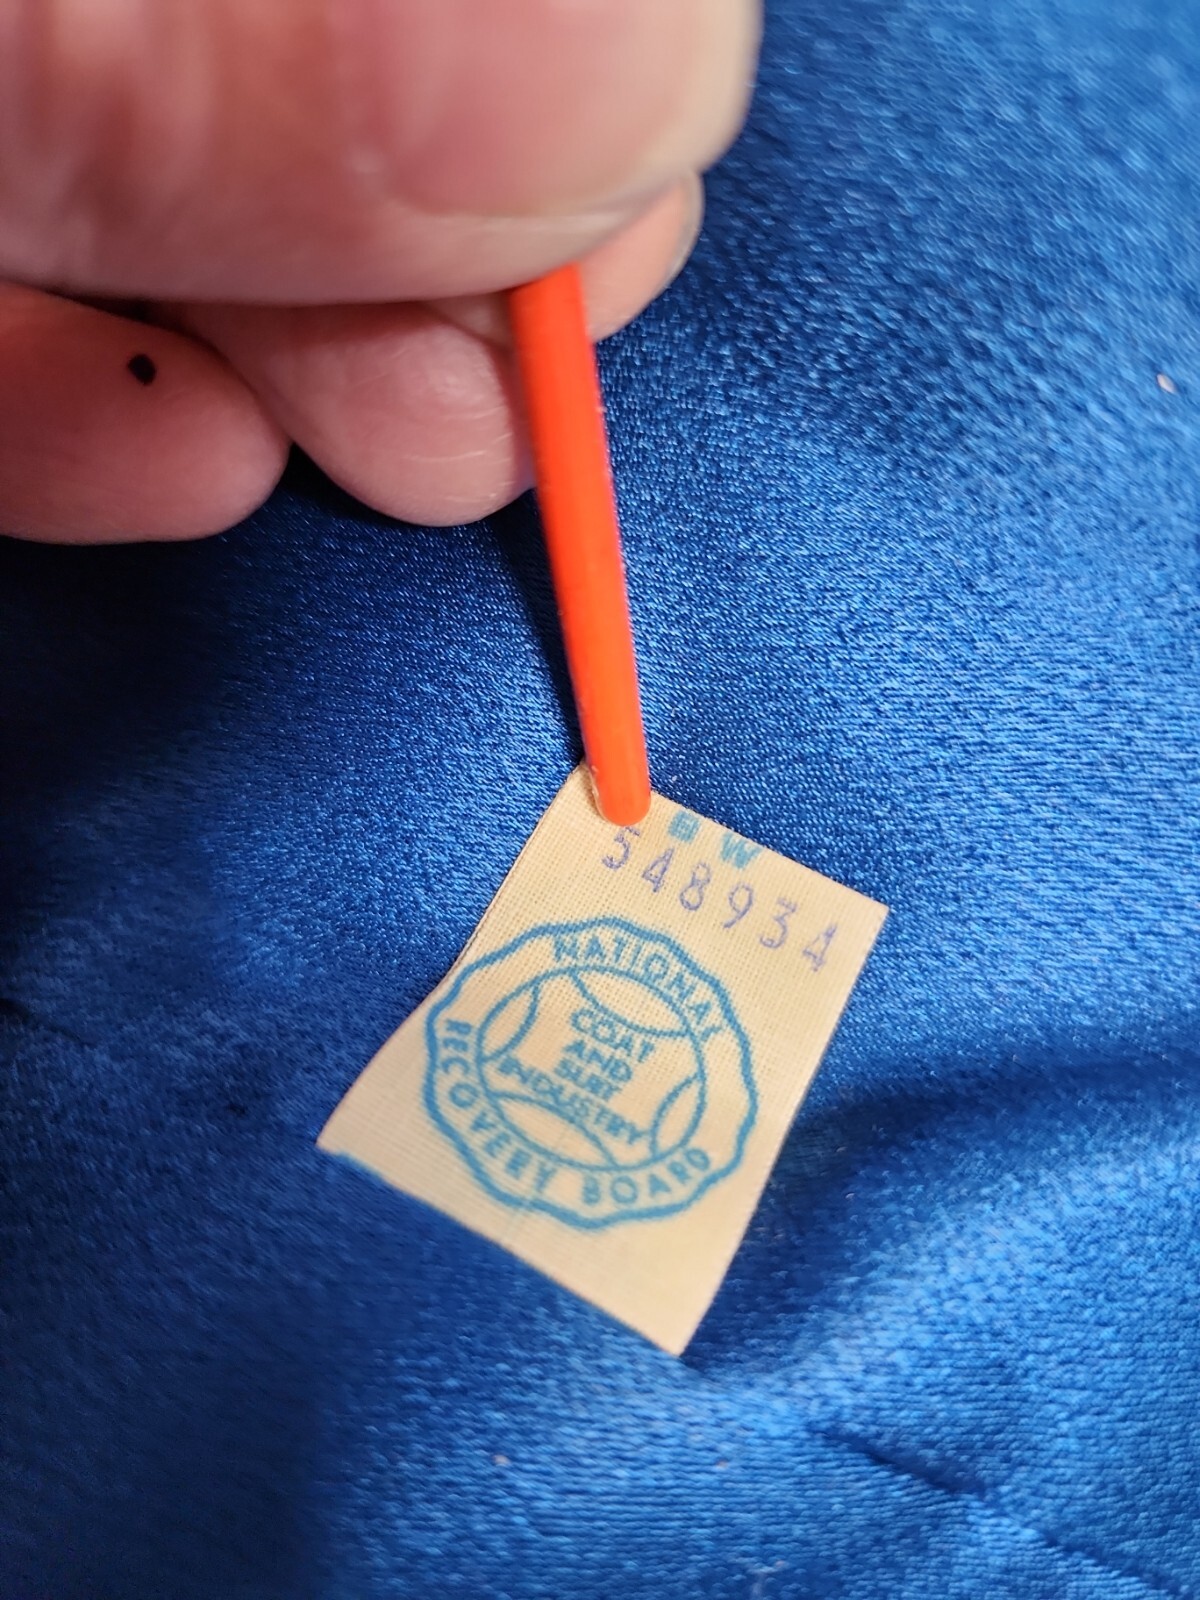 W
548934
NATIONAL
COAT
AND
SUIT
INDUSTRY
RECOVERY BOARD